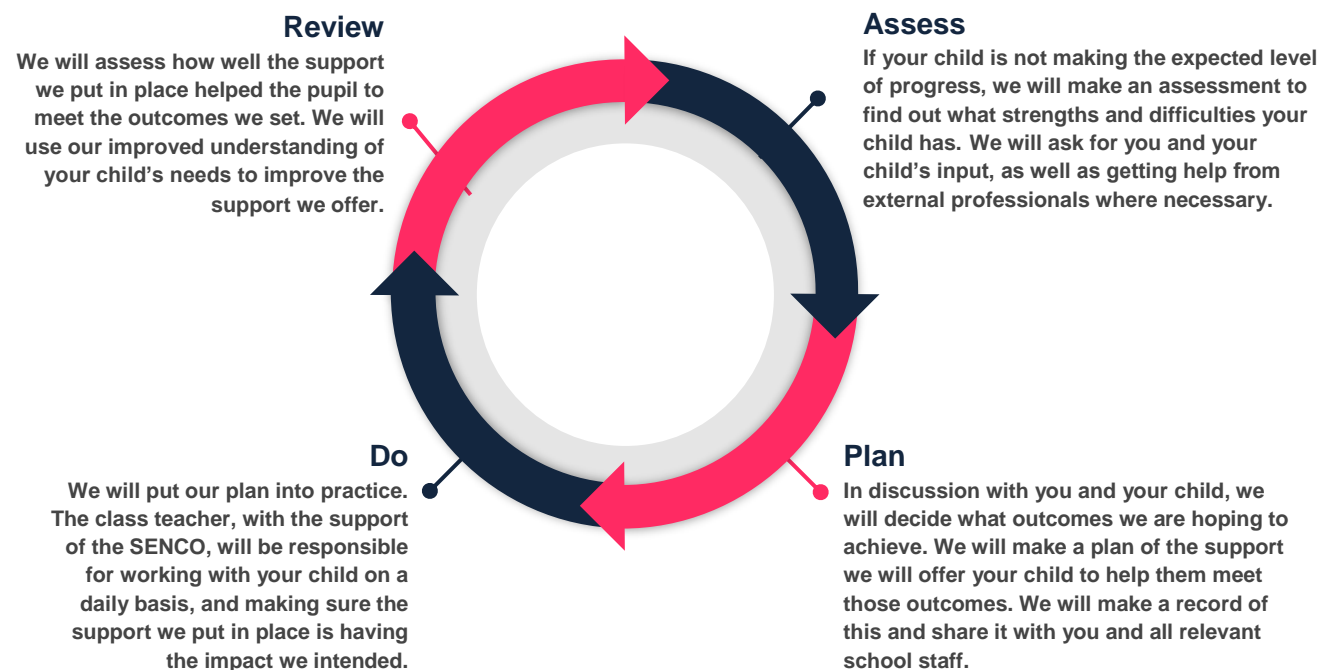 Review
We will assess how well the support
we put in place helped the pupil to
meet the outcomes we set. We will
use our improved understanding of
your child’s needs to improve the
support we offer.
Assess
If your child is not making the expected level
of progress, we will make an assessment to
find out what strengths and difficulties your
child has. We will ask for you and your
child’s input, as well as getting help from
external professionals where necessary.
Do
We will put our plan into practice.
The class teacher, with the support
of the SENCO, will be responsible
for working with your child on a
daily basis, and making sure the
support we put in place is having
the impact we intended.
Plan
In discussion with you and your child, we
will decide what outcomes we are hoping to
achieve. We will make a plan of the support
we will offer your child to help them meet
those outcomes. We will make a record of
this and share it with you and all relevant
school staff.